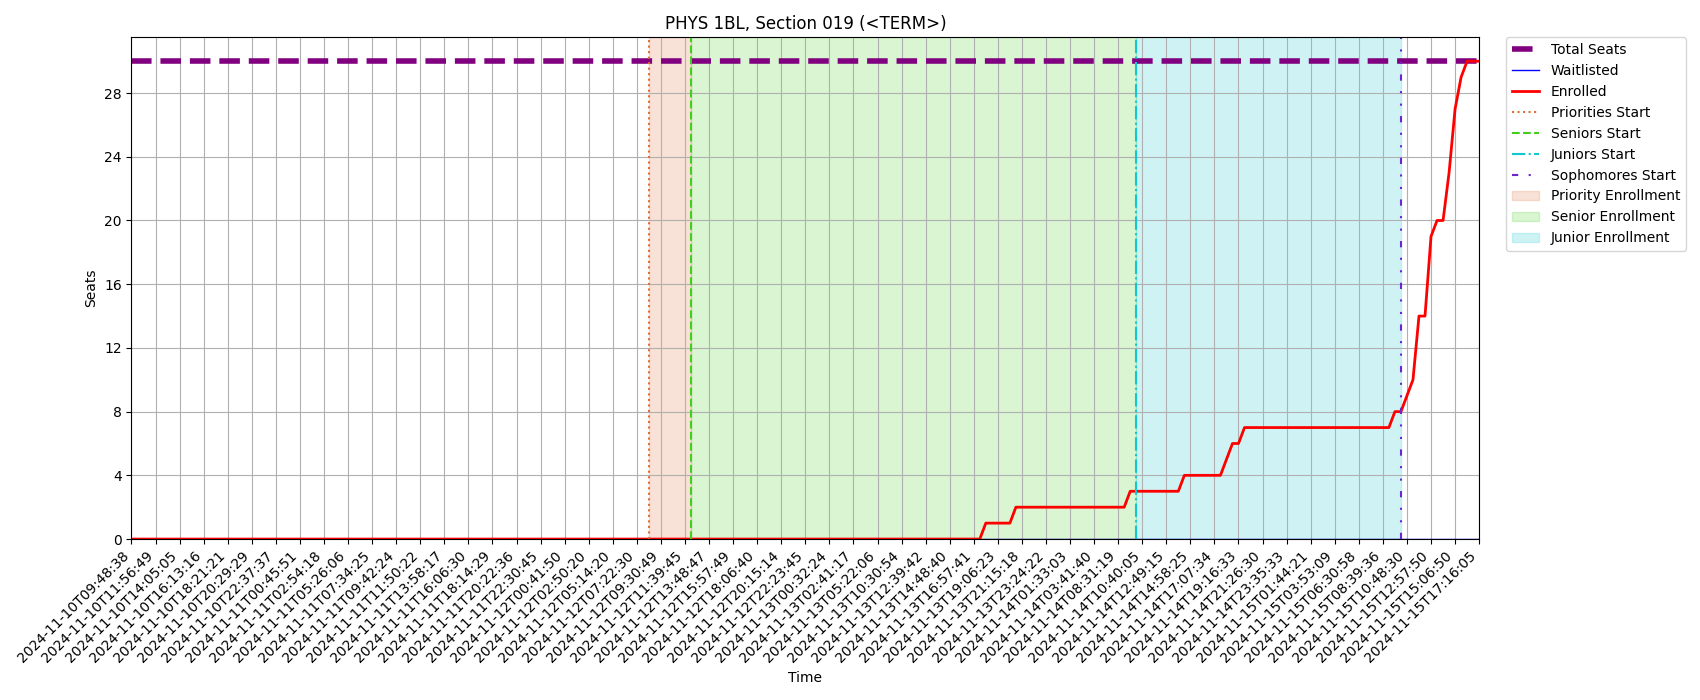 PHYS 1BL, Section 019 (<TERM>)
Total Seats
Waitlisted
Enrolled
Priorities Start
Seniors Start
Juniors Start
Sophomores Start
Priority Enrollment
Senior Enrollment
Junior Enrollment
Seats
28
24
20
16
12
8
4
0
2024-11-10T09:48:38
2024-11-10T11:56:49
2024-11-10T14:05:05
2024-11-10T16:13:16
2024-11-10T18:21:21
2024-11-10T20:29:29
2024-11-10T22:37:37
2024-11-11T00:45:51
2024-11-11T02:54:18
2024-11-11T05:26:06
2024-11-11T07:34:25
2024-11-11T09:42:24
2024-11-11T11:50:22
2024-11-11T13:58:17
2024-11-11T16:06:30
2024-11-11T18:14:29
2024-11-11T20:22:36
2024-11-11T22:30:45
2024-11-12T00:41:50
2024-11-12T02:50:20
2024-11-12T05:14:20
2024-11-12T07:22:30
2024-11-12T09:30:49
2024-11-12T11:39:45
2024-11-12T13:48:47
2024-11-12T15:57:49
2024-11-12T18:06:40
2024-11-12T20:15:14
2024-11-12T22:23:45
2024-11-13T00:32:24
2024-11-13T02:41:17
2024-11-13T05:22:06
2024-11-13T10:30:54
2024-11-13T12:39:42
2024-11-13T14:48:40
2024-11-13T16:57:41
2024-11-13T19:06:23
2024-11-13T21:15:18
2024-11-13T23:24:22
2024-11-14T01:33:03
2024-11-14T03:41:40
2024-11-14T08:31:19
2024-11-14T10:40:05
2024-11-14T12:49:15
2024-11-14T14:58:25
2024-11-14T17:07:34
2024-11-14T19:16:33
2024-11-14T21:26:30
2024-11-14T23:35:33
2024-11-15T01:44:21
2024-11-15T03:53:09
2024-11-15T06:30:58
2024-11-15T08:39:36
2024-11-15T10:48:30
2024-11-15T12:57:50
2024-11-15T15:06:50
2024-11-15T17:16:05
Time